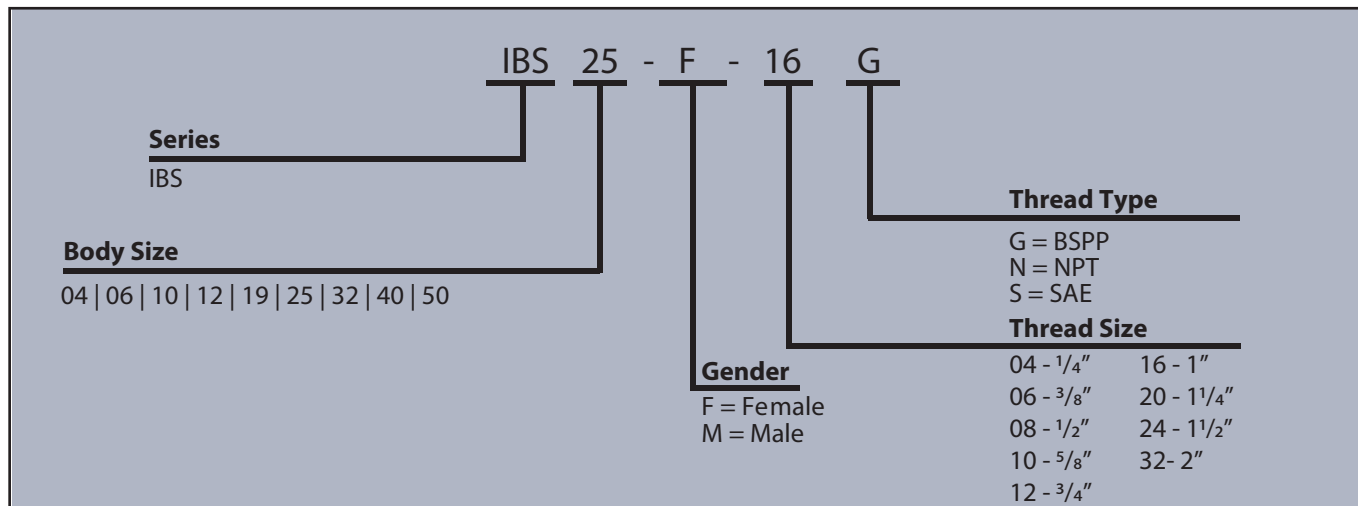 IBS 25 - F - 16 G
Series
IBS
Body Size
04 | 06 | 10 | 12 | 19 | 25 | 32 | 40 | 50
Gender
F = Female
M = Male
Thread Type
G = BSPP
N = NPT
S = SAE
Thread Size
04 - 1/4" 16 - 1"
06 - 3/8" 20 - 11/4"
08 - 1/2" 24 - 11/2"
10 - 5/8" 32- 2"
12 - 3/4"